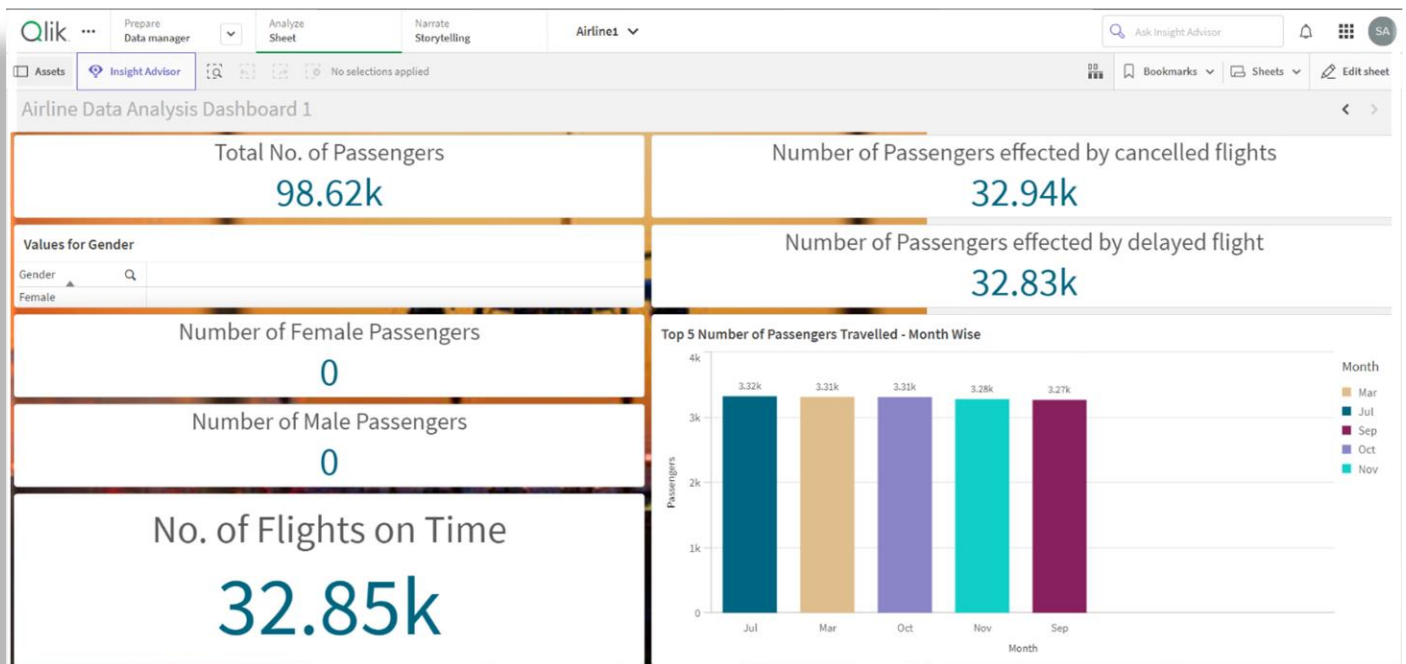 Qlik
Prepare
Data manager
Analyze
Sheet
Narrate
Storytelling
Airline1
Ask Insight Advisor
SA
Assets
Insight Advisor
No selections applied
Bookmarks
Sheets
Edit sheet
Airline Data Analysis Dashboard 1
Total No. of Passengers
98.62k
Number of Passengers effected by cancelled flights
32.94k
Values for Gender
Gender
Female
Number of Passengers effected by delayed flight
32.83k
Number of Female Passengers
0
Number of Male Passengers
0
No. of Flights on Time
32.85k
Top 5 Number of Passengers Travelled - Month Wise
4k
3k
2k
1k
0
Passengers
3.32k
3.31k
3.31k
3.28k
3.27k
Jul
Mar
Oct
Nov
Sep
Month
Month
Mar
Jul
Sep
Oct
Nov